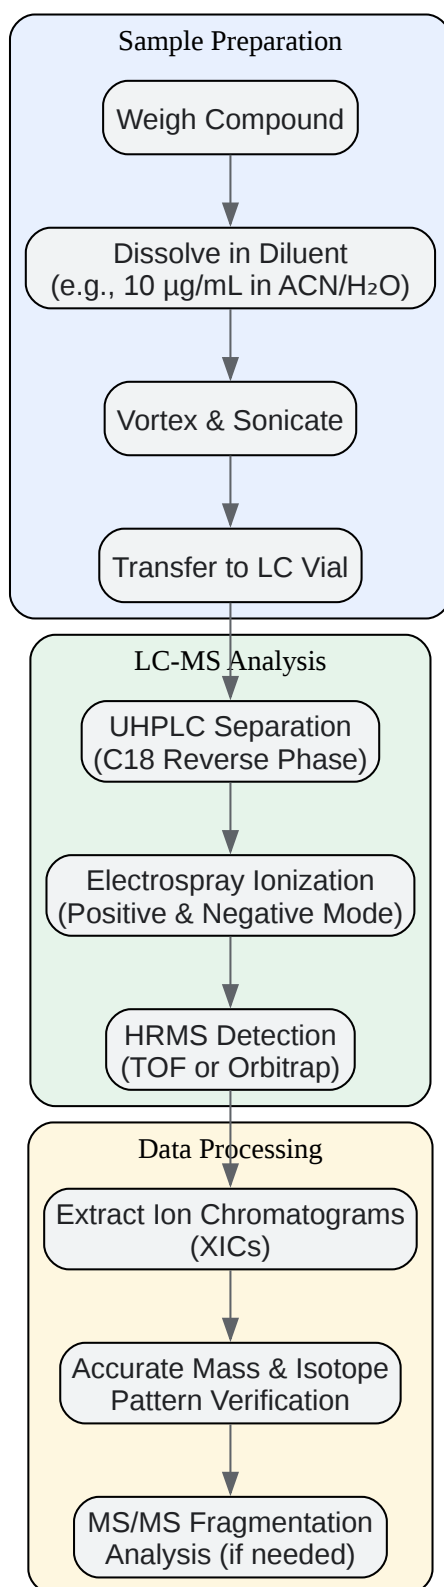 Sample Preparation
Weigh Compound
Dissolve in Diluent
(e.g., 10 µg/mL in ACN/H₂O)
Vortex & Sonicate
Transfer to LC Vial
LC-MS Analysis
UHPLC Separation
(C18 Reverse Phase)
Electrospray Ionization
(Positive & Negative Mode)
HRMS Detection
(TOF or Orbitrap)
Data Processing
Extract Ion Chromatograms
(XICs)
Accurate Mass & Isotope
Pattern Verification
MS/MS Fragmentation
Analysis (if needed)